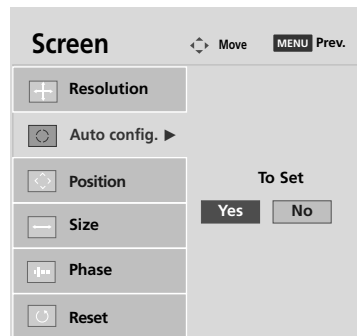 Screen
Move MENU Prev.
Resolution
Auto config. ►
Position
To Set
Yes No
Size
Phase
Reset